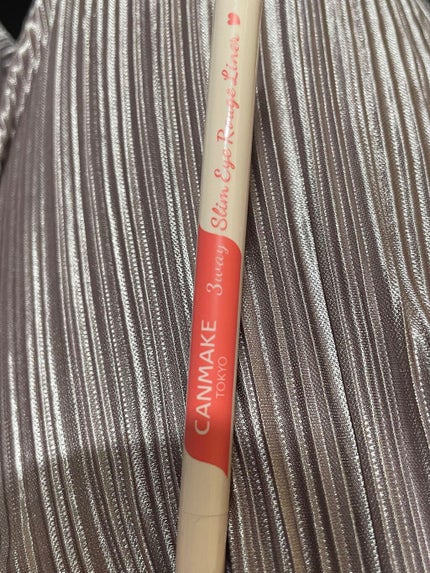 CANMAKE
TOKYO
3way Slim Eye Rouge Liner